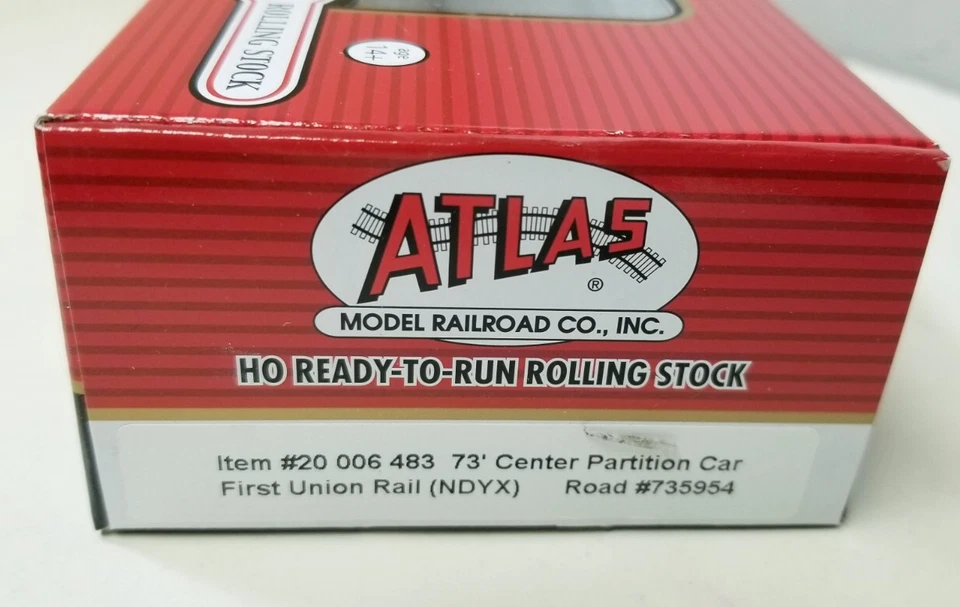 ROLLING STOCK
age
14+
ATLAS
®
MODEL RAILROAD CO., INC.
HO READY-TO-RUN ROLLING STOCK
Item #20 006 483 73' Center Partition Car
First Union Rail (NDYX) Road #735954